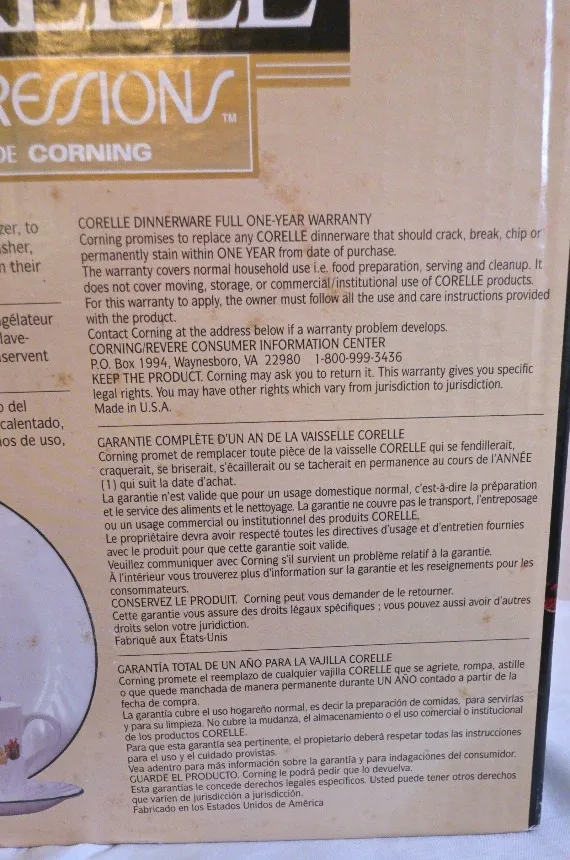 RELLE
RESSIONS™
DE CORNING
zer, to
sher,
n their
ngélateur
lave-
servent
o del
calentado,
ios de uso,
CORELLE DINNERWARE FULL ONE-YEAR WARRANTY
Corning promises to replace any CORELLE dinnerware that should crack, break, chip or
permanently stain within ONE YEAR from date of purchase.
The warranty covers normal household use i.e. food preparation, serving and cleanup. It
does not cover moving, storage, or commercial/institutional use of CORELLE products.
For this warranty to apply, the owner must follow all the use and care instructions provided
with the product.
Contact Corning at the address below if a warranty problem develops.
CORNING/REVERE CONSUMER INFORMATION CENTER
P.O. Box 1994, Waynesboro, VA 22980 1-800-999-3436
KEEP THE PRODUCT. Corning may ask you to return it. This warranty gives you specific
legal rights. You may have other rights which vary from jurisdiction to jurisdiction.
Made in U.S.A.
GARANTIE COMPLÈTE D'UN AN DE LA VAISSELLE CORELLE
Corning promet de remplacer toute pièce de la vaisselle CORELLE qui se fendillerait,
craquerait, se briserait, s'écaillerait ou se tacherait en permanence au cours de l'ANNÉE
(1) qui suit la date d'achat.
La garantie n'est valide que pour un usage domestique normal, c'est-à-dire la préparation
et le service des aliments et le nettoyage. La garantie ne couvre pas le transport, l'entreposage
ou un usage commercial ou institutionnel des produits CORELLE.
Le propriétaire devra avoir respecté toutes les directives d'usage et d'entretien fournies
avec le produit pour que cette garantie soit valide.
Veuillez communiquer avec Corning s'il survient un problème relatif à la garantie.
À l'intérieur vous trouverez plus d'information sur la garantie et les reseignements pour les
consommateurs.
CONSERVEZ LE PRODUIT. Corning peut vous demander de le retourner.
Cette garantie vous assure des droits légaux spécifiques ; vous pouvez aussi avoir d'autres
droits selon votre juridiction.
Fabriqué aux États-Unis
GARANTÍA TOTAL DE UN AÑO PARA LA VAJILLA CORELLE
Corning promete el reemplazo de cualquier vajilla CORELLE que se agriete, rompa, astille
o que quede manchada de manera permanente durante UN AÑO contado a partir de la
fecha de compra.
La garantía cubre el uso hogareño normal, es decir la preparación de comidas, para servirlas
y para su limpieza. No cubre la mudanza, el almacenamiento o el uso comercial o institucional
de los productos CORELLE.
Para que esta garantía sea pertinente, el propietario deberá respetar todas las instrucciones
para el uso y el cuidado provistas.
Vea adentro para más información sobre la garantía y para indagaciones del consumidor.
GUARDE EL PRODUCTO. Corning le podrá pedir que lo devuelva.
Esta garantías le concede derechos legales específicos. Usted puede tener otros derechos
que varíen de jurisdicción a jurisdicción.
Fabricado en los Estados Unidos de América